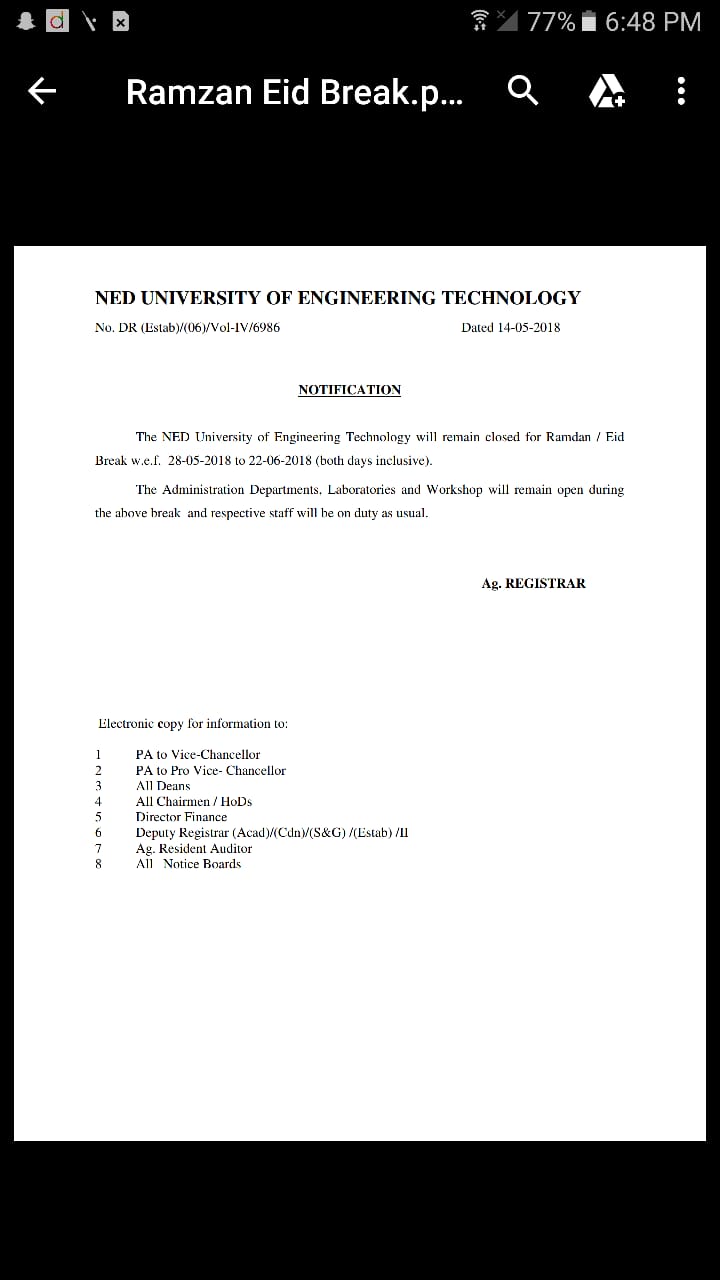 77% 6:48 PM
Ramzan Eid Break.p...
NED UNIVERSITY OF ENGINEERING TECHNOLOGY
No. DR (Estab)/(06)/Vol-IV/6986 Dated 14-05-2018
NOTIFICATION
The NED University of Engineering Technology will remain closed for Ramdan / Eid
Break w.e.f. 28-05-2018 to 22-06-2018 (both days inclusive).
The Administration Departments, Laboratories and Workshop will remain open during
the above break and respective staff will be on duty as usual.
Ag. REGISTRAR
Electronic copy for information to:
1 PA to Vice-Chancellor
2 PA to Pro Vice- Chancellor
3 All Deans
4 All Chairmen / HoDs
5 Director Finance
6 Deputy Registrar (Acad)/(Cdn)/(S&G) /(Estab) /II
7 Ag. Resident Auditor
8 All Notice Boards